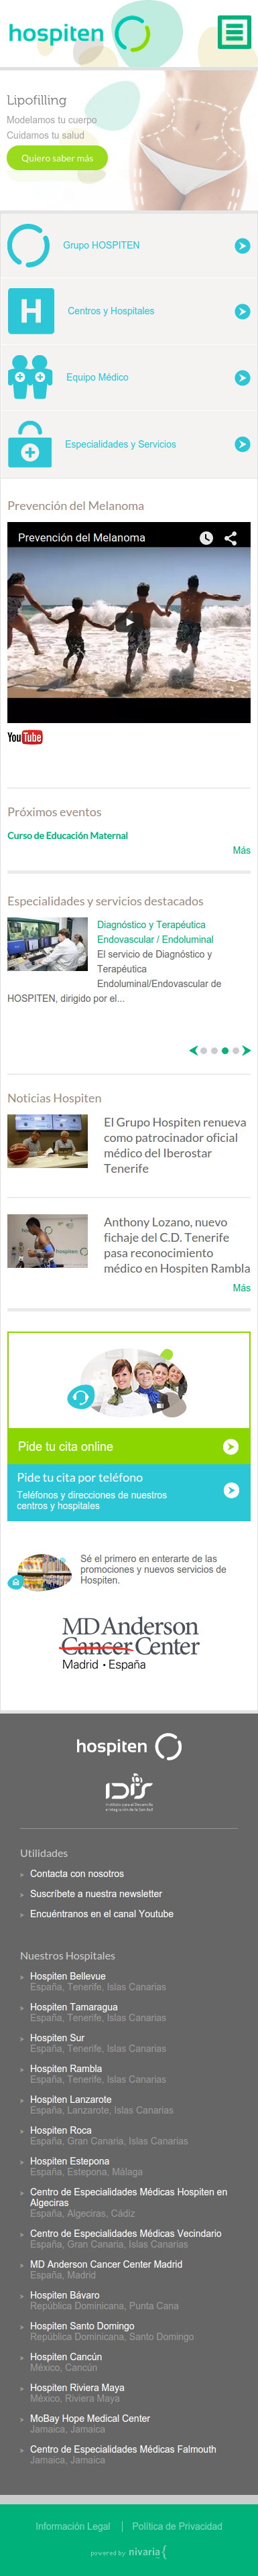 hospiten
Lipofilling
Modelamos tu cuerpo
Cuidamos tu salud
Quiero saber más
Grupo HOSPITEN
H
Centros y Hospitales
Equipo Médico
Especialidades y Servicios
Prevención del Melanoma
Prevención del Melanoma
YouTube
Próximos eventos
Curso de Educación Maternal
Más
Especialidades y servicios destacados
Diagnóstico y Terapéutica
Endovascular / Endoluminal
El servicio de Diagnóstico y
Terapéutica
Endoluminal/Endovascular de
HOSPITEN, dirigido por el...
Noticias Hospiten
El Grupo Hospiten renueva
como patrocinador oficial
médico del Iberostar
Tenerife
Anthony Lozano, nuevo
fichaje del C.D. Tenerife
pasa reconocimiento
médico en Hospiten Rambla
Más
Pide tu cita online
Pide tu cita por teléfono
Teléfonos y direcciones de nuestros
centros y hospitales
Sé el primero en enterarte de las
promociones y nuevos servicios de
Hospiten.
MD Anderson
Cancer Center
Madrid • España
hospiten
IDIS
Utilidades
Contacta con nosotros
Suscríbete a nuestra newsletter
Encuéntranos en el canal Youtube
Nuestros Hospitales
Hospiten Bellevue
España, Tenerife, Islas Canarias
Hospiten Tamaragua
España, Tenerife, Islas Canarias
Hospiten Sur
España, Tenerife, Islas Canarias
Hospiten Rambla
España, Tenerife, Islas Canarias
Hospiten Lanzarote
España, Lanzarote, Islas Canarias
Hospiten Roca
España, Gran Canaria, Islas Canarias
Hospiten Estepona
España, Estepona, Málaga
Centro de Especialidades Médicas Hospiten en
Algeciras
España, Algeciras, Cádiz
Centro de Especialidades Médicas Vecindario
España, Gran Canaria, Islas Canarias
MD Anderson Cancer Center Madrid
España, Madrid
Hospiten Bávaro
República Dominicana, Punta Cana
Hospiten Santo Domingo
República Dominicana, Santo Domingo
Hospiten Cancún
México, Cancún
Hospiten Riviera Maya
México, Riviera Maya
MoBay Hope Medical Center
Jamaica, Jamaica
Centro de Especialidades Médicas Falmouth
Jamaica, Jamaica
Información Legal | Política de Privacidad
powered by nivaria{